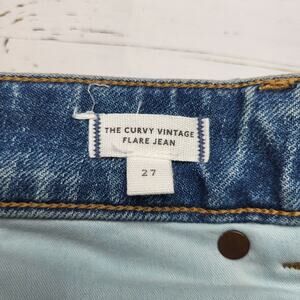 THE CURVY VINTAGE
FLARE JEAN
27